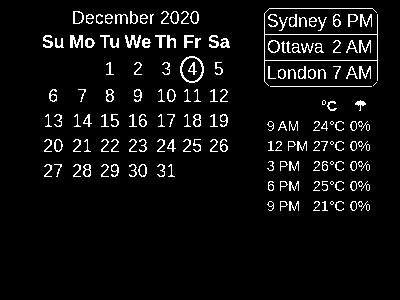 December 2020
Su Mo Tu We Th Fr Sa
1 2 3 4 5
6 7 8 9 10 11 12
13 14 15 16 17 18 19
20 21 22 23 24 25 26
27 28 29 30 31
Sydney 6 PM
Ottawa 2 AM
London 7 AM
°C ☂
9 AM 24°C 0%
12 PM 27°C 0%
3 PM 26°C 0%
6 PM 25°C 0%
9 PM 21°C 0%